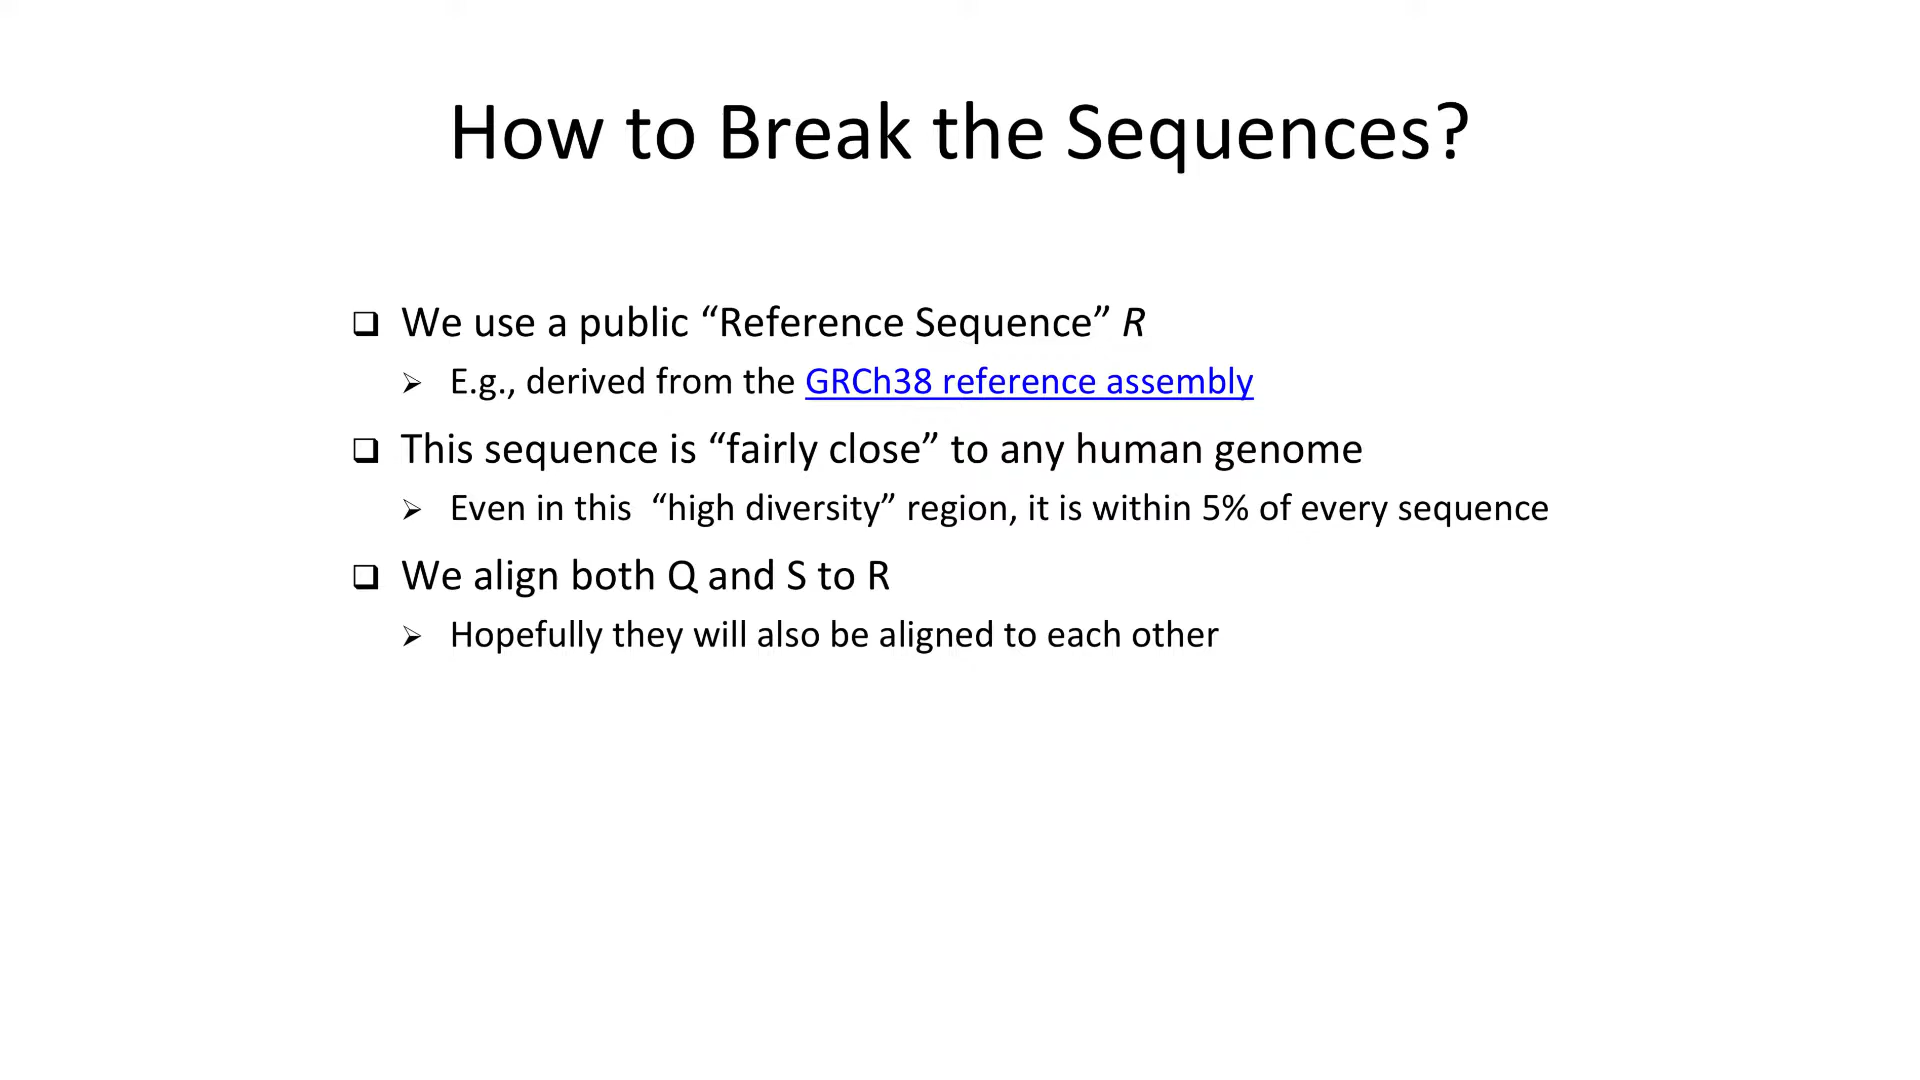 How to Break the Sequences?
❑ We use a public “Reference Sequence” R
➢ E.g., derived from the GRCh38 reference assembly
❑ This sequence is “fairly close” to any human genome
➢ Even in this “high diversity” region, it is within 5% of every sequence
❑ We align both Q and S to R
➢ Hopefully they will also be aligned to each other